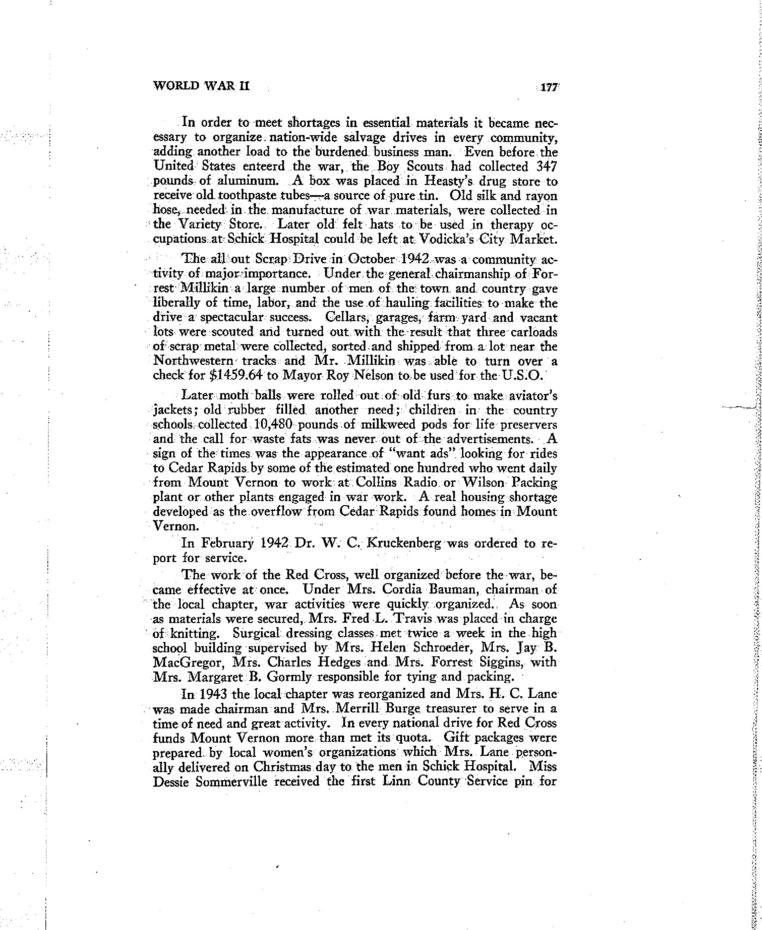 WORLD WAR II 177
In order to meet shortages in essential materials it became nec-
essary to organize nation-wide salvage drives in every community,
adding another load to the burdened business man. Even before the
United States enteerd the war, the Boy Scouts had collected 347
pounds of aluminum. A box was placed in Heasty's drug store to
receive old toothpaste tubes—a source of pure tin. Old silk and rayon
hose, needed in the manufacture of war materials, were collected in
the Variety Store. Later old felt hats to be used in therapy oc-
cupations at Schick Hospital could be left at Vodicka's City Market.
The all out Scrap Drive in October 1942 was a community ac-
tivity of major importance. Under the general chairmanship of For-
rest Millikin a large number of men of the town and country gave
liberally of time, labor, and the use of hauling facilities to make the
drive a spectacular success. Cellars, garages, farm yard and vacant
lots were scouted and turned out with the result that three carloads
of scrap metal were collected, sorted and shipped from a lot near the
Northwestern tracks and Mr. Millikin was able to turn over a
check for $1459.64 to Mayor Roy Nelson to be used for the U.S.O.
Later moth balls were rolled out of old furs to make aviator's
jackets; old rubber filled another need; children in the country
schools collected 10,480 pounds of milkweed pods for life preservers
and the call for waste fats was never out of the advertisements. A
sign of the times was the appearance of "want ads" looking for rides
to Cedar Rapids by some of the estimated one hundred who went daily
from Mount Vernon to work at Collins Radio or Wilson Packing
plant or other plants engaged in war work. A real housing shortage
developed as the overflow from Cedar Rapids found homes in Mount
Vernon.
In February 1942 Dr. W. C. Kruckenberg was ordered to re-
port for service.
The work of the Red Cross, well organized before the war, be-
came effective at once. Under Mrs. Cordia Bauman, chairman of
the local chapter, war activities were quickly organized. As soon
as materials were secured, Mrs. Fred L. Travis was placed in charge
of knitting. Surgical dressing classes met twice a week in the high
school building supervised by Mrs. Helen Schroeder, Mrs. Jay B.
MacGregor, Mrs. Charles Hedges and Mrs. Forrest Siggins, with
Mrs. Margaret B. Gormly responsible for tying and packing.
In 1943 the local chapter was reorganized and Mrs. H. C. Lane
was made chairman and Mrs. Merrill Burge treasurer to serve in a
time of need and great activity. In every national drive for Red Cross
funds Mount Vernon more than met its quota. Gift packages were
prepared by local women's organizations which Mrs. Lane person-
ally delivered on Christmas day to the men in Schick Hospital. Miss
Dessie Sommerville received the first Linn County Service pin for